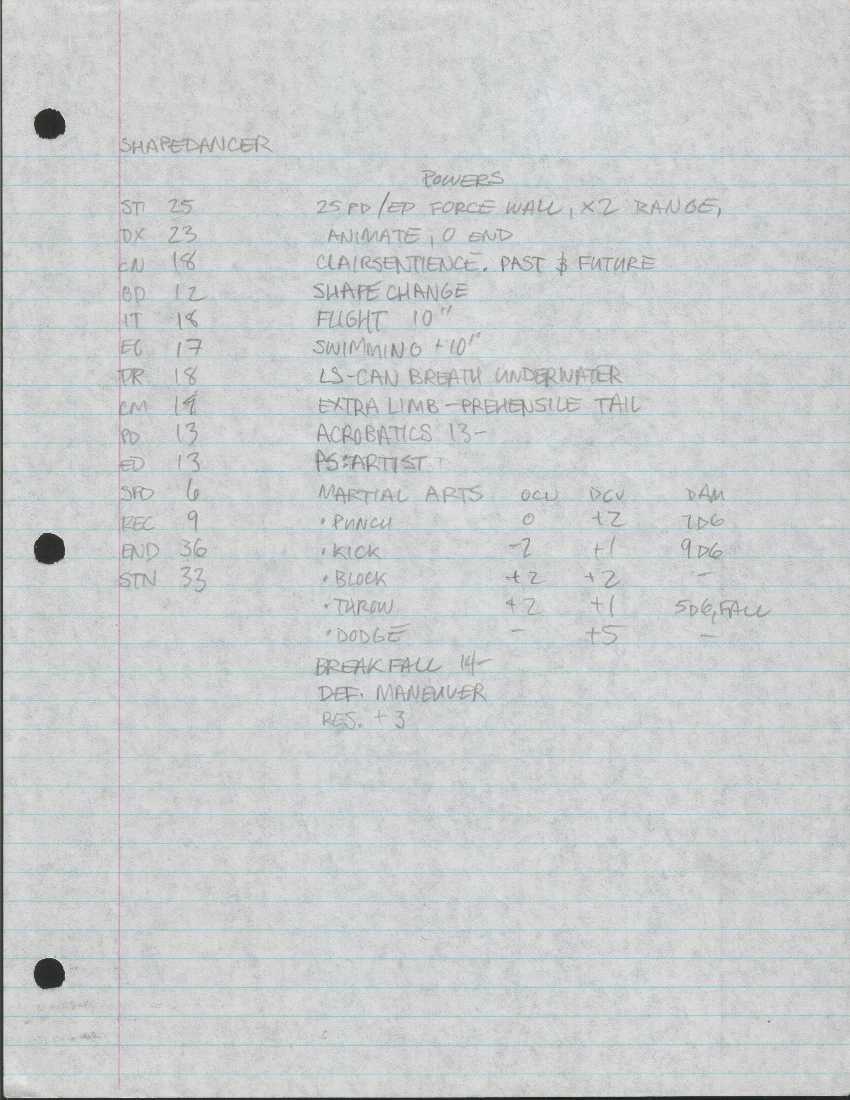 SHAPEDANCER
POWERS
ST 25 25 PD/ED FORCE WALL, X2 RANGE,
DX 23 ANIMATE, 0 END
CN 18 CLAIRSENTIENCE. PAST & FUTURE
BD 12 SHAPE CHANGE
IT 18 FLIGHT 10"
EG 17 SWIMMING +10"
PR 18 LS-CAN BREATH UNDERWATER
CM 18 EXTRA LIMB-PREHENSILE TAIL
PD 13 ACROBATICS 13-
ED 13 PS:ARTIST
SPD 6 MARTIAL ARTS OCV DCV DAM
REC 9 • PUNCH 0 +2 7D6
END 36 • KICK -2 +1 9D6
STN 33 • BLOCK +2 +2 -
• THROW +2 +1 5D6, FALL
• DODGE - +5 -
BREAKFALL 14-
DEF. MANEUVER
RES. +3